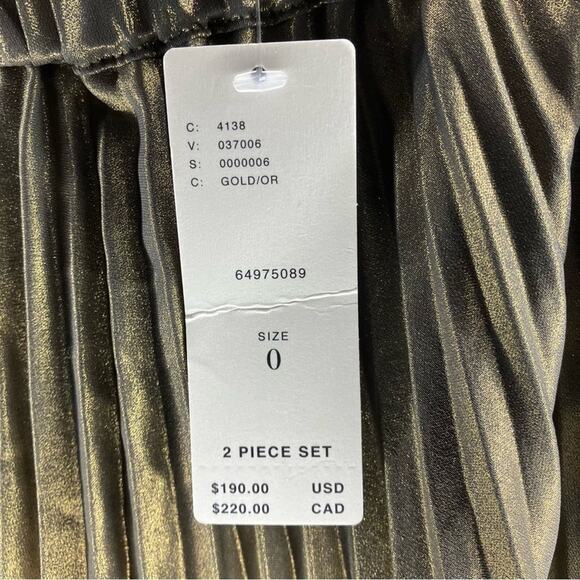 C: 4138
V: 037006
S: 0000006
C: GOLD/OR
64975089
SIZE
0
2 PIECE SET
$190.00 USD
$220.00 CAD